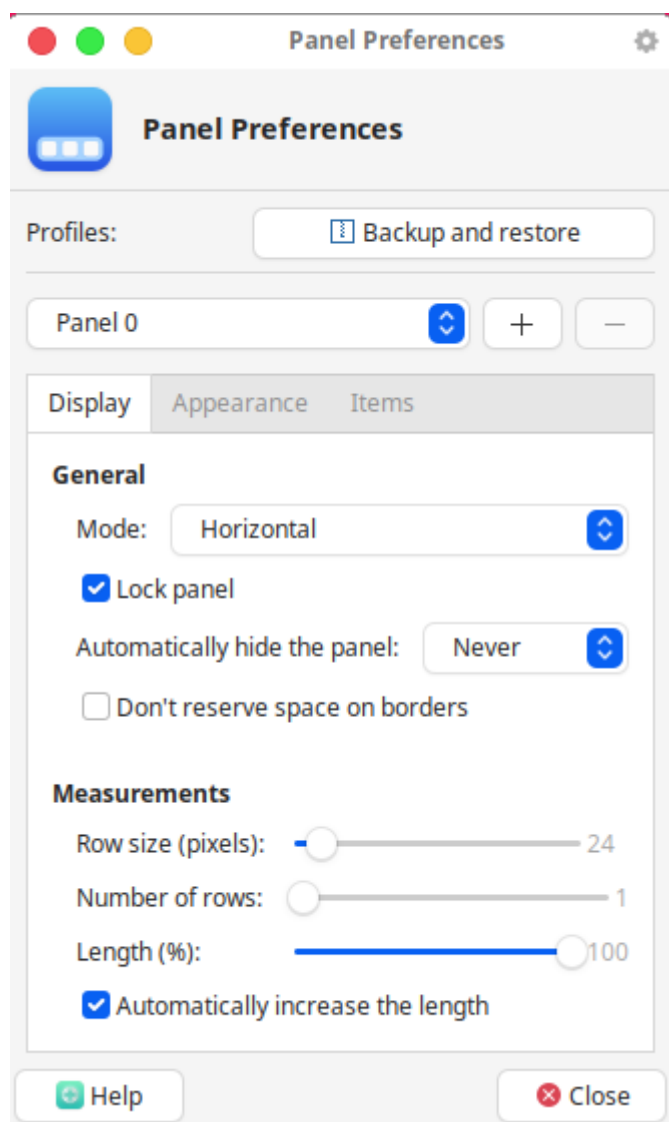 Panel Preferences
Panel Preferences
Profiles: Backup and restore
Panel 0
Display Appearance Items
General
Mode: Horizontal
Lock panel
Automatically hide the panel: Never
Don't reserve space on borders
Measurements
Row size (pixels): 24
Number of rows: 1
Length (%): 100
Automatically increase the length
Help Close